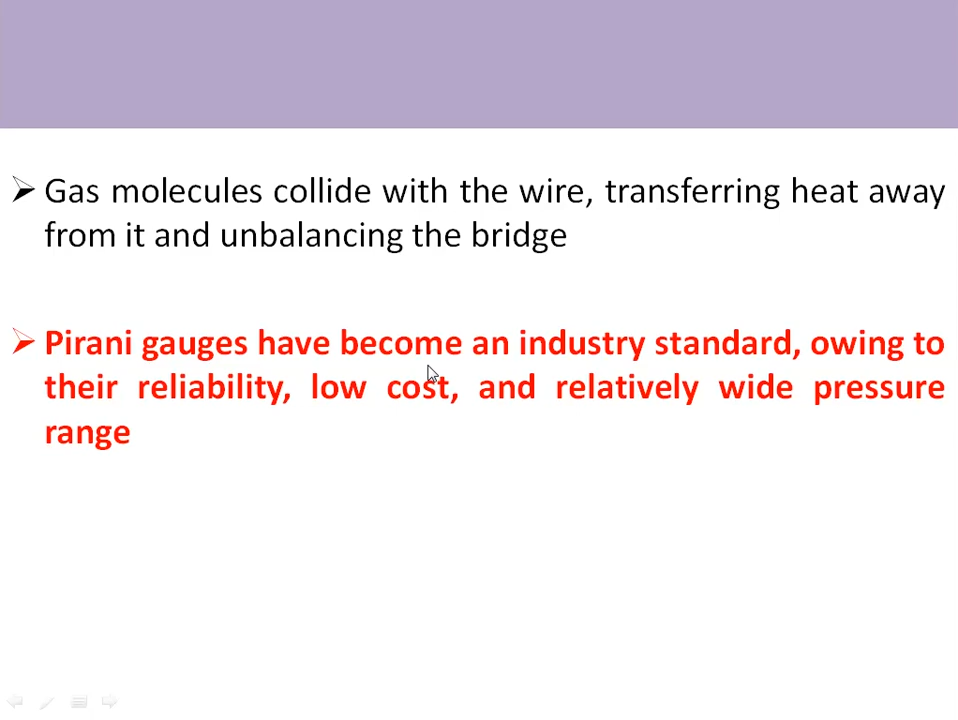 ➢ Gas molecules collide with the wire, transferring heat away
from it and unbalancing the bridge
➢ Pirani gauges have become an industry standard, owing to
their reliability, low cost, and relatively wide pressure
range